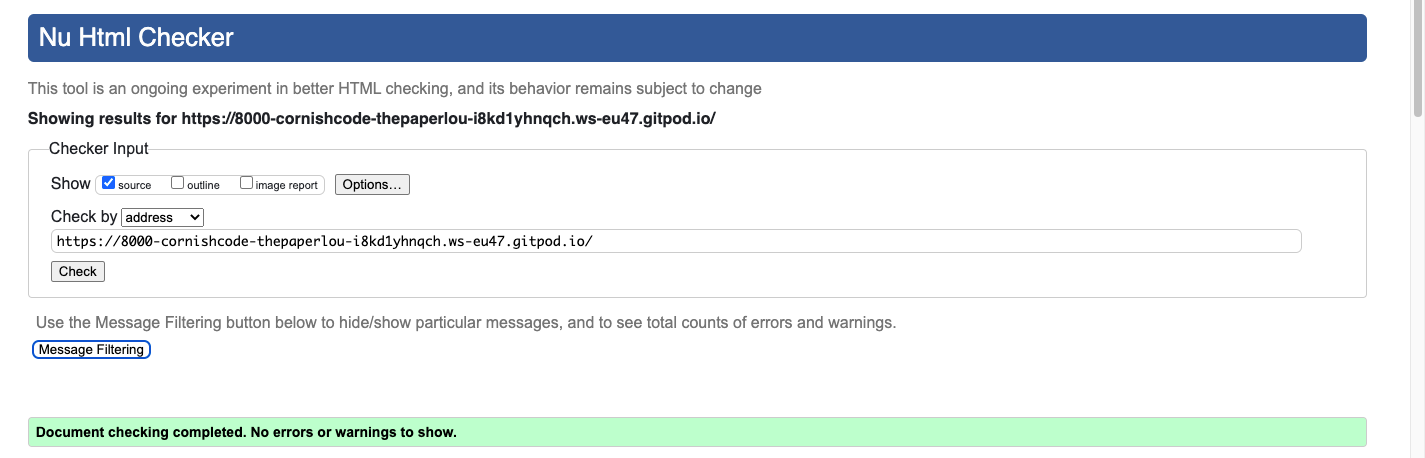 Nu Html Checker
This tool is an ongoing experiment in better HTML checking, and its behavior remains subject to change
Showing results for https://8000-cornishcode-thepaperlou-i8kd1yhnqch.ws-eu47.gitpod.io/
Checker Input
Show source outline image report Options...
Check by address
https://8000-cornishcode-thepaperlou-i8kd1yhnqch.ws-eu47.gitpod.io/
Check
Use the Message Filtering button below to hide/show particular messages, and to see total counts of errors and warnings.
Message Filtering
Document checking completed. No errors or warnings to show.